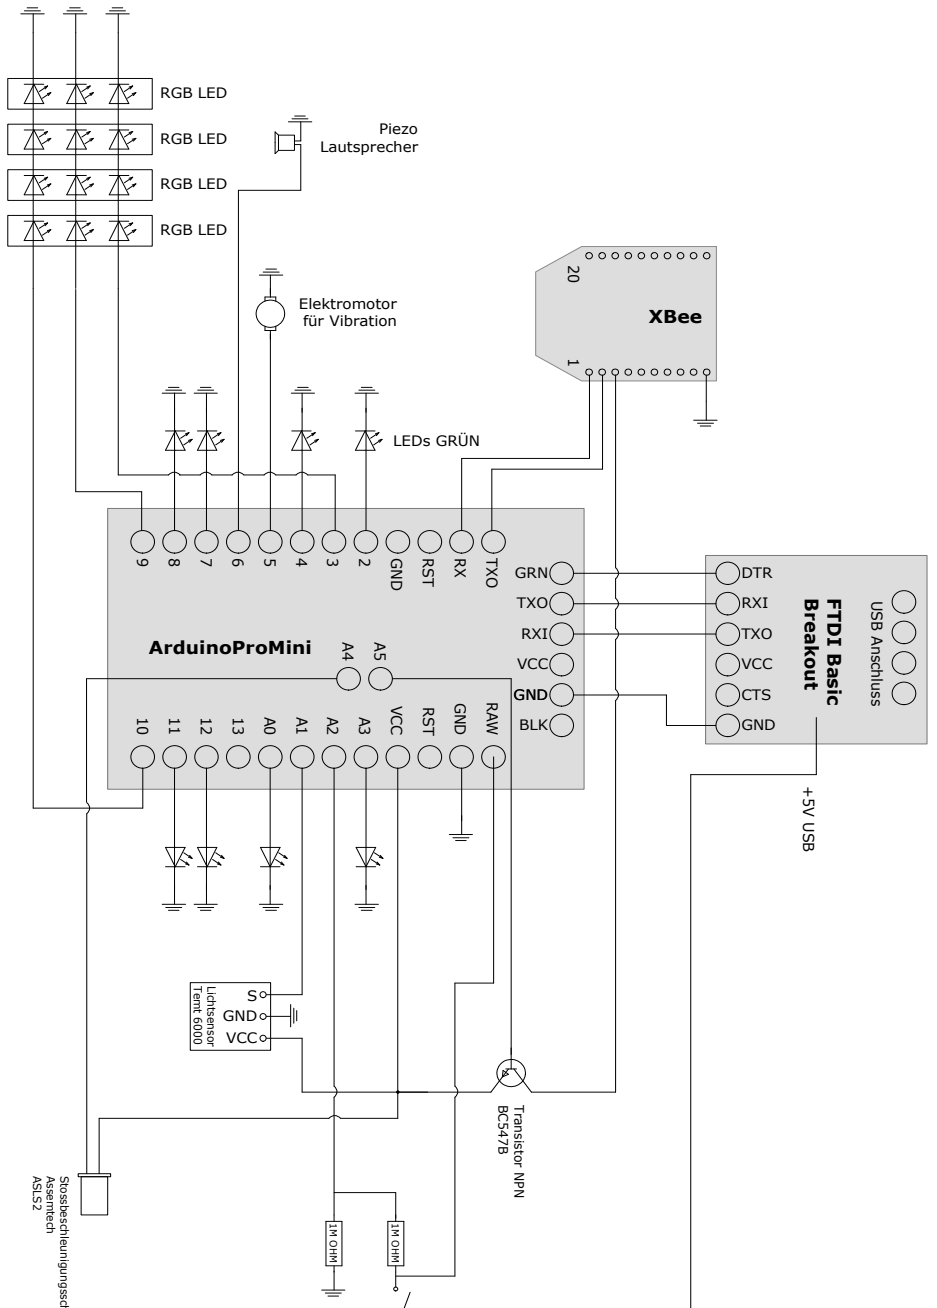 RGB LED
RGB LED
RGB LED
RGB LED
Piezo
Lautsprecher
Elektromotor
für Vibration
20
1
XBee
LEDs GRÜN
9
8
7
6
5
4
3
2
GND
RST
RX
TXO
GRN
TXO
RXI
VCC
GND
BLK
ArduinoProMini
A4
A5
10
11
12
13
A0
A1
A2
A3
VCC
RST
GND
RAW
DTR
RXI
TXO
VCC
CTS
GND
FTDI Basic
Breakout
USB Anschluss
+5V USB
S
GND
VCC
Lichtsensor
Temt 6000
Transistor NPN
BC547B
Stossbeschleunigungssch
Assemtech
ASLS2
1M OHM
1M OHM